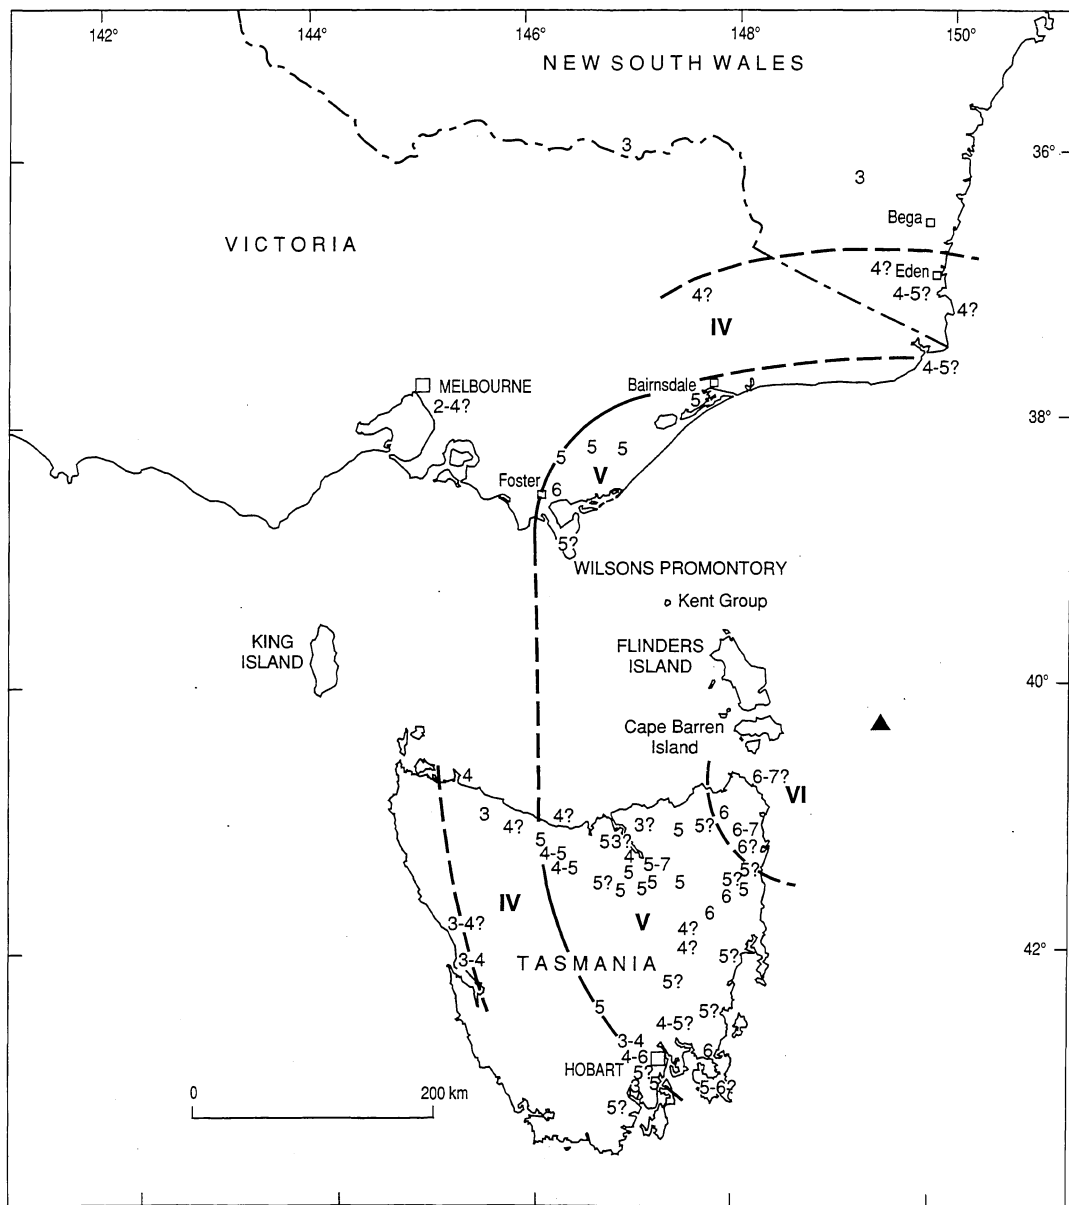 142° 144° 146° 148° 150°
NEW SOUTH WALES
3
36°
3
Bega
VICTORIA
4? Eden
4? 4-5?
4?
IV
4-5?
MELBOURNE
Bairnsdale
2-4?
5
38°
5 5 5
V
Foster
6
5?
WILSONS PROMONTORY
Kent Group
KING
ISLAND
FLINDERS
ISLAND
40°
Cape Barren
Island
6-7?
VI
4
3 4? 4?
3? 5 5? 6
6-7
5 53?
6?
4-5 4
4-5 5 5-7
5?
5? 5 5 5 5 5? 5
6
IV
6
V
3-4?
4?
4?
5?
42°
3-4
TASMANIA
5?
5
5?
4-5?
3-4
6
4-6
HOBART
5?
3 5
5-6?
5?
0 200 km